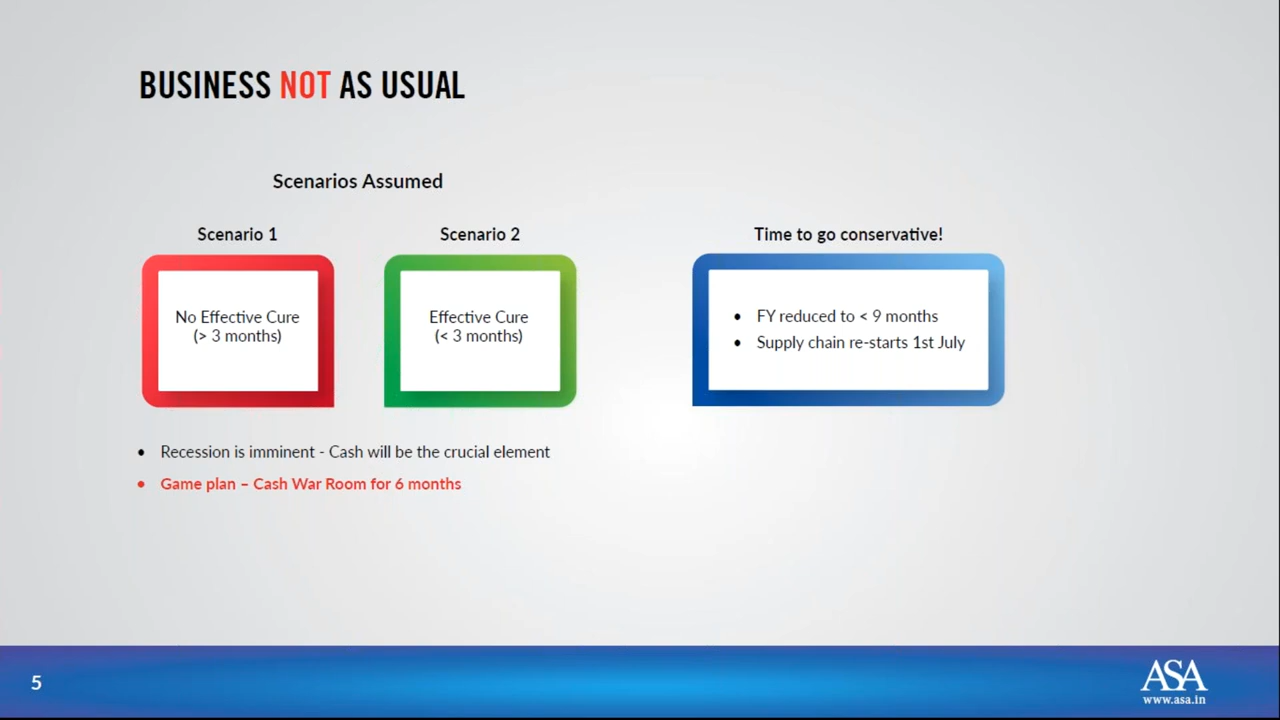 BUSINESS NOT AS USUAL
Scenarios Assumed
Scenario 1
No Effective Cure
(> 3 months)
Scenario 2
Effective Cure
(< 3 months)
Time to go conservative!
• FY reduced to < 9 months
• Supply chain re-starts 1st July
• Recession is imminent - Cash will be the crucial element
• Game plan – Cash War Room for 6 months
5
ASA
www.asa.in